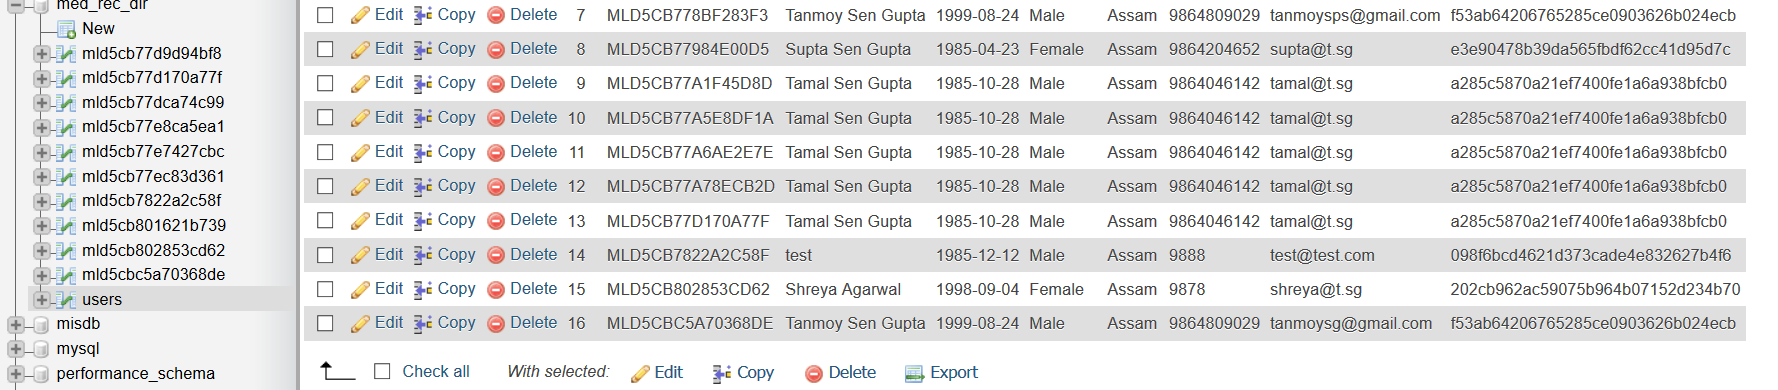 med_rec_dir
New
mld5cb77d9d94bf8
mld5cb77d170a77f
mld5cb77dca74c99
mld5cb77e8ca5ea1
mld5cb77e7427cbc
mld5cb77ec83d361
mld5cb7822a2c58f
mld5cb801621b739
mld5cb802853cd62
mld5cbc5a70368de
users
misdb
mysql
performance_schema
Edit Copy Delete 7 MLD5CB778BF283F3 Tanmoy Sen Gupta 1999-08-24 Male Assam 9864809029 tanmoysps@gmail.com f53ab64206765285ce0903626b024ecb
Edit Copy Delete 8 MLD5CB77984E00D5 Supta Sen Gupta 1985-04-23 Female Assam 9864204652 supta@t.sg e3e90478b39da565fbdf62cc41d95d7c
Edit Copy Delete 9 MLD5CB77A1F45D8D Tamal Sen Gupta 1985-10-28 Male Assam 9864046142 tamal@t.sg a285c5870a21ef7400fe1a6a938bfcb0
Edit Copy Delete 10 MLD5CB77A5E8DF1A Tamal Sen Gupta 1985-10-28 Male Assam 9864046142 tamal@t.sg a285c5870a21ef7400fe1a6a938bfcb0
Edit Copy Delete 11 MLD5CB77A6AE2E7E Tamal Sen Gupta 1985-10-28 Male Assam 9864046142 tamal@t.sg a285c5870a21ef7400fe1a6a938bfcb0
Edit Copy Delete 12 MLD5CB77A78ECB2D Tamal Sen Gupta 1985-10-28 Male Assam 9864046142 tamal@t.sg a285c5870a21ef7400fe1a6a938bfcb0
Edit Copy Delete 13 MLD5CB77D170A77F Tamal Sen Gupta 1985-10-28 Male Assam 9864046142 tamal@t.sg a285c5870a21ef7400fe1a6a938bfcb0
Edit Copy Delete 14 MLD5CB7822A2C58F test 1985-12-12 Male Assam 9888 test@test.com 098f6bcd4621d373cade4e832627b4f6
Edit Copy Delete 15 MLD5CB802853CD62 Shreya Agarwal 1998-09-04 Female Assam 9878 shreya@t.sg 202cb962ac59075b964b07152d234b70
Edit Copy Delete 16 MLD5CBC5A70368DE Tanmoy Sen Gupta 1999-08-24 Male Assam 9864809029 tanmoysg@gmail.com f53ab64206765285ce0903626b024ecb
Check all With selected: Edit Copy Delete Export